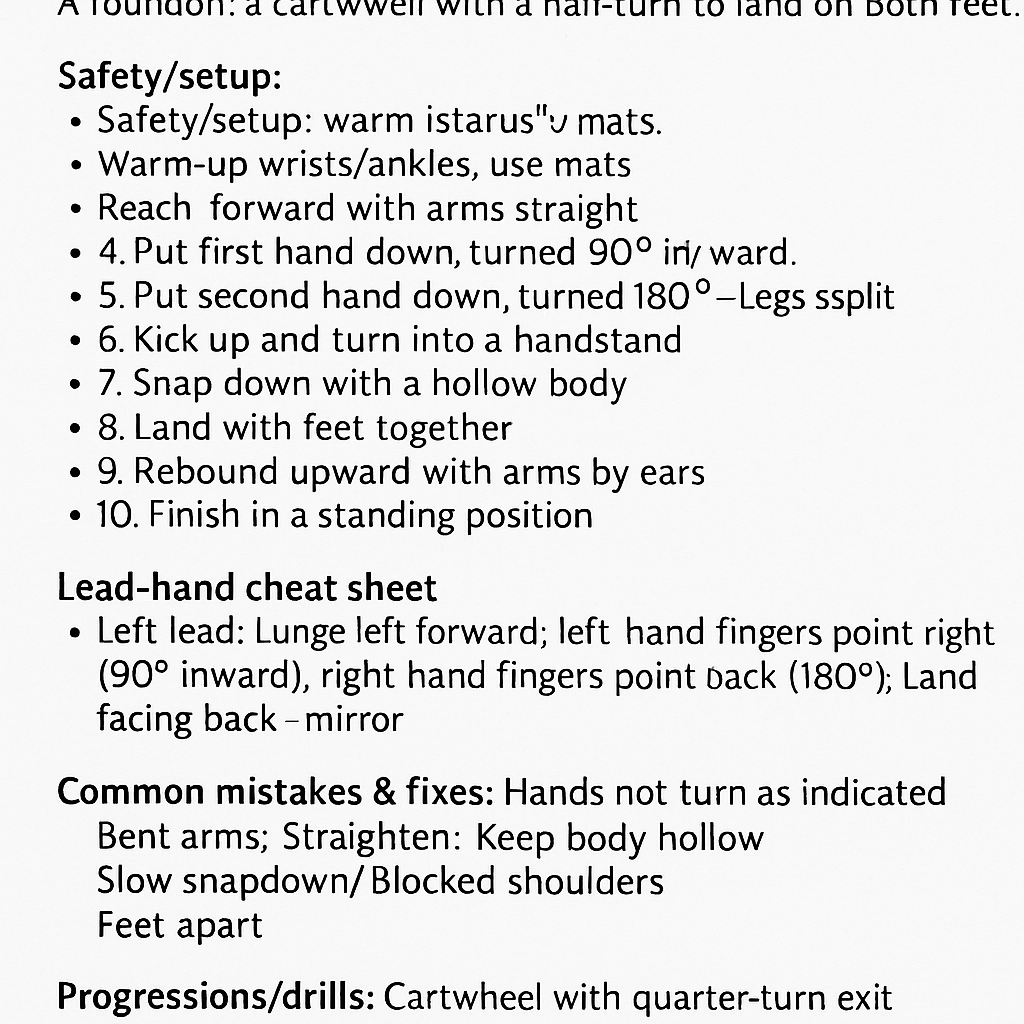 A roundon: a cartwwell with a half-turn to land on Both feet.
Safety/setup:
• Safety/setup: warm mats.
• Warm-up wrists/ankles, use mats
• Reach forward with arms straight
• 4. Put first hand down, turned 90° in/ ward.
• 5. Put second hand down, turned 180° –Legs ssplit
• 6. Kick up and turn into a handstand
• 7. Snap down with a hollow body
• 8. Land with feet together
• 9. Rebound upward with arms by ears
• 10. Finish in a standing position
Lead-hand cheat sheet
• Left lead: Lunge left forward; left hand fingers point right
(90° inward), right hand fingers point back (180°); Land
facing back – mirror
Common mistakes & fixes: Hands not turn as indicated
Bent arms; Straighten: Keep body hollow
Slow snapdown/ Blocked shoulders
Feet apart
Progressions/drills: Cartwheel with quarter-turn exit